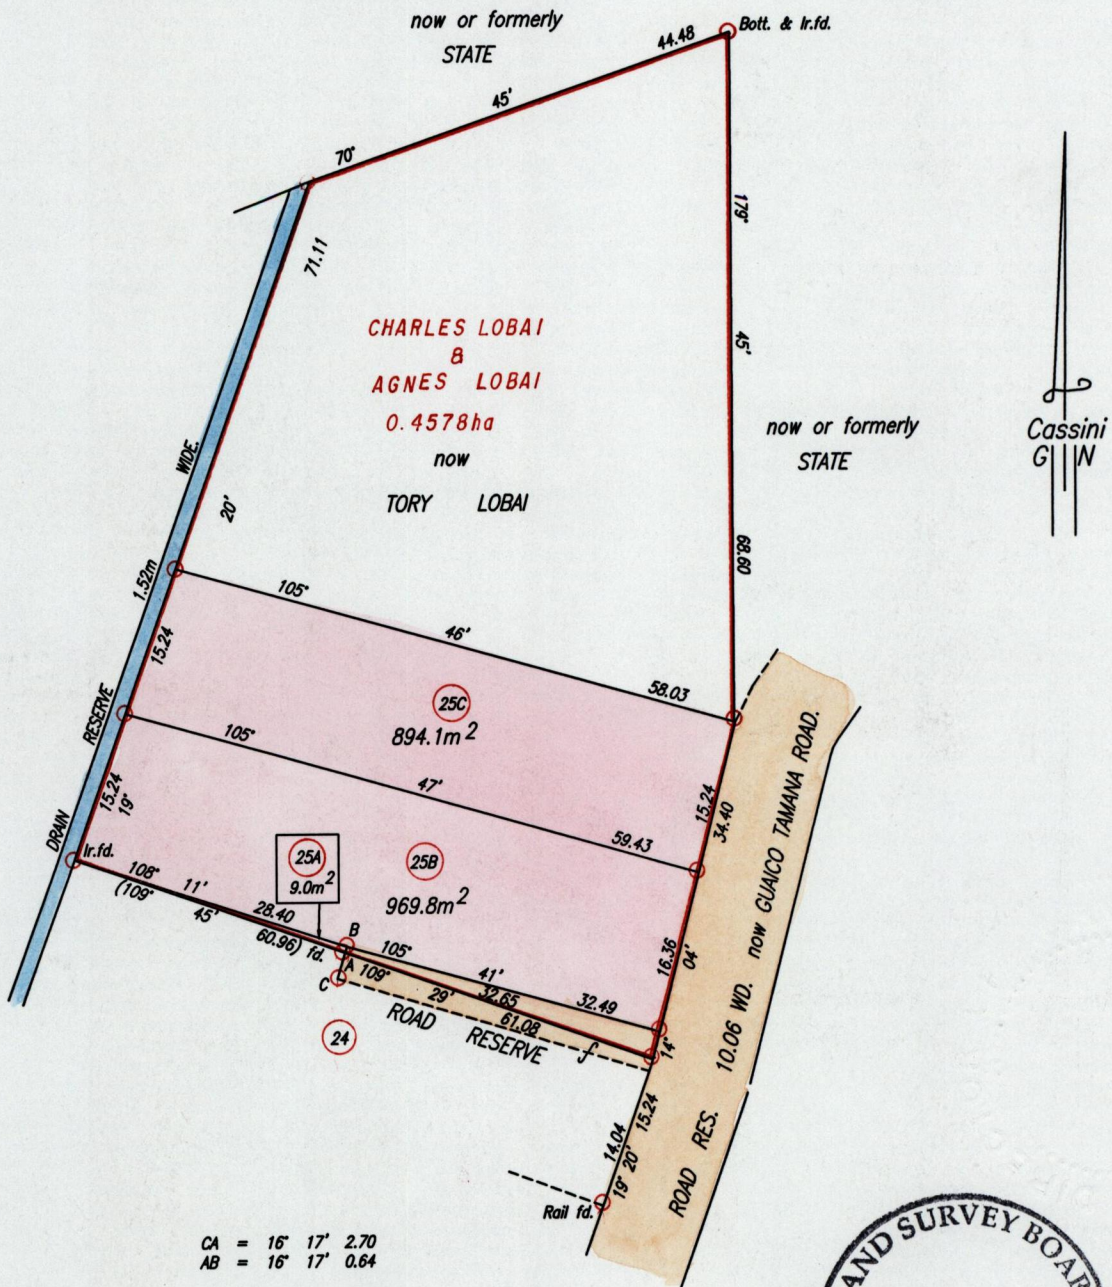 now or formerly
STATE
Bott. & Ir.fd.
44.48
45'
70°
179°
45'
68.60
71.11
20'
CHARLES LOBAI
&
AGNES LOBAI
0.4578ha
now
TORY LOBAI
now or formerly
STATE
Cassini
G N
DRAIN RESERVE 1.52m WIDE.
15.24
105° 46' 58.03
25C
894.1m²
105° 47' 59.43
15.24
34.40
15.24
19°
Ir.fd.
25A
9.0m²
25B
969.8m²
108° 11' 28.40
(109° 45' 60.96) fd.
B
A
C
105° 41' 32.49
109° 29' 32.65
61.08
16.36
04'
14°
ROAD RESERVE
f
24
ROAD RES. 10.06 WD. now GUAICO TAMANA ROAD.
14.04
15.24
19° 20'
Rail fd.
CA = 16° 17' 2.70
AB = 16° 17' 0.64
LAND SURVEY BOAR